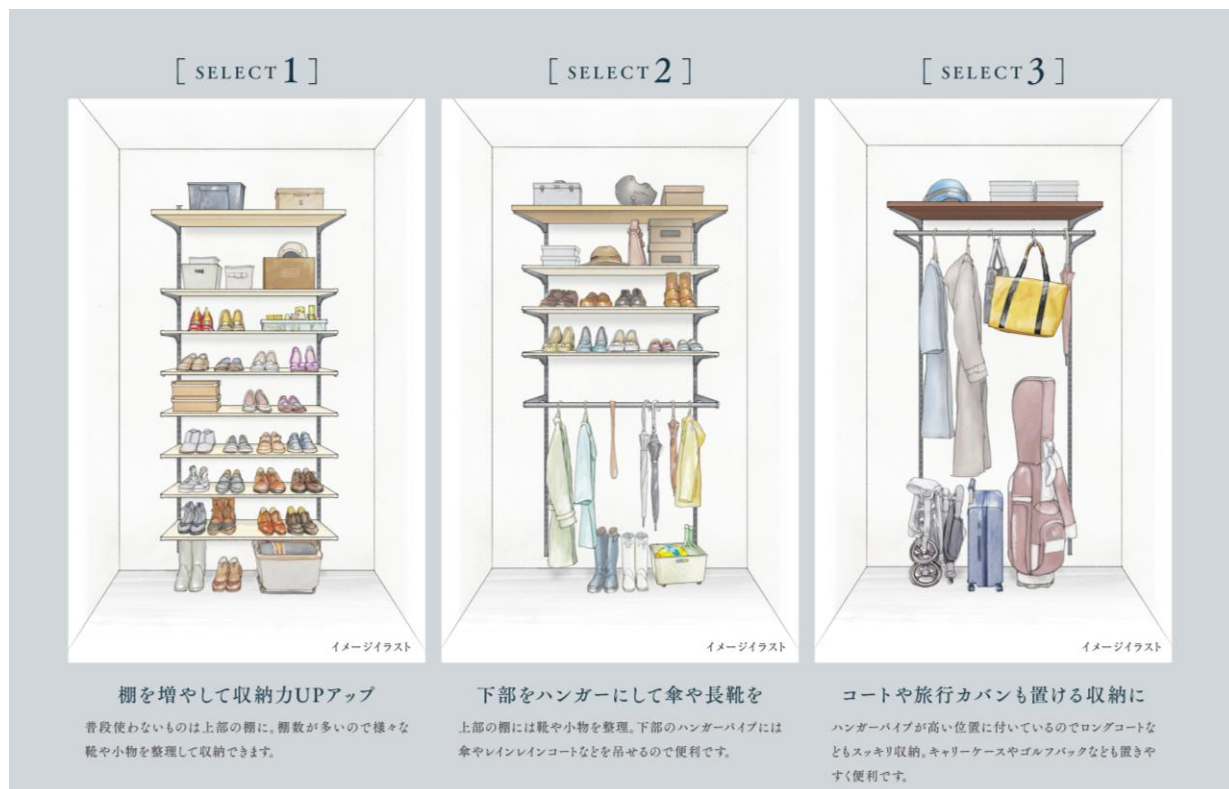 [ SELECT 1 ]
イメージイラスト
棚を増やして収納力UPアップ
普段使わないものは上部の棚に。棚数が多いので様々な
靴や小物を整理して収納できます。
[ SELECT 2 ]
イメージイラスト
下部をハンガーにして傘や長靴を
上部の棚には靴や小物を整理。下部のハンガーパイプには
傘やレインレインコートなどを吊せるので便利です。
[ SELECT 3 ]
イメージイラスト
コートや旅行カバンも置ける収納に
ハンガーパイプが高い位置に付いているのでロングコートな
どもスッキリ収納。キャリーケースやゴルフバックなども置きや
すく便利です。